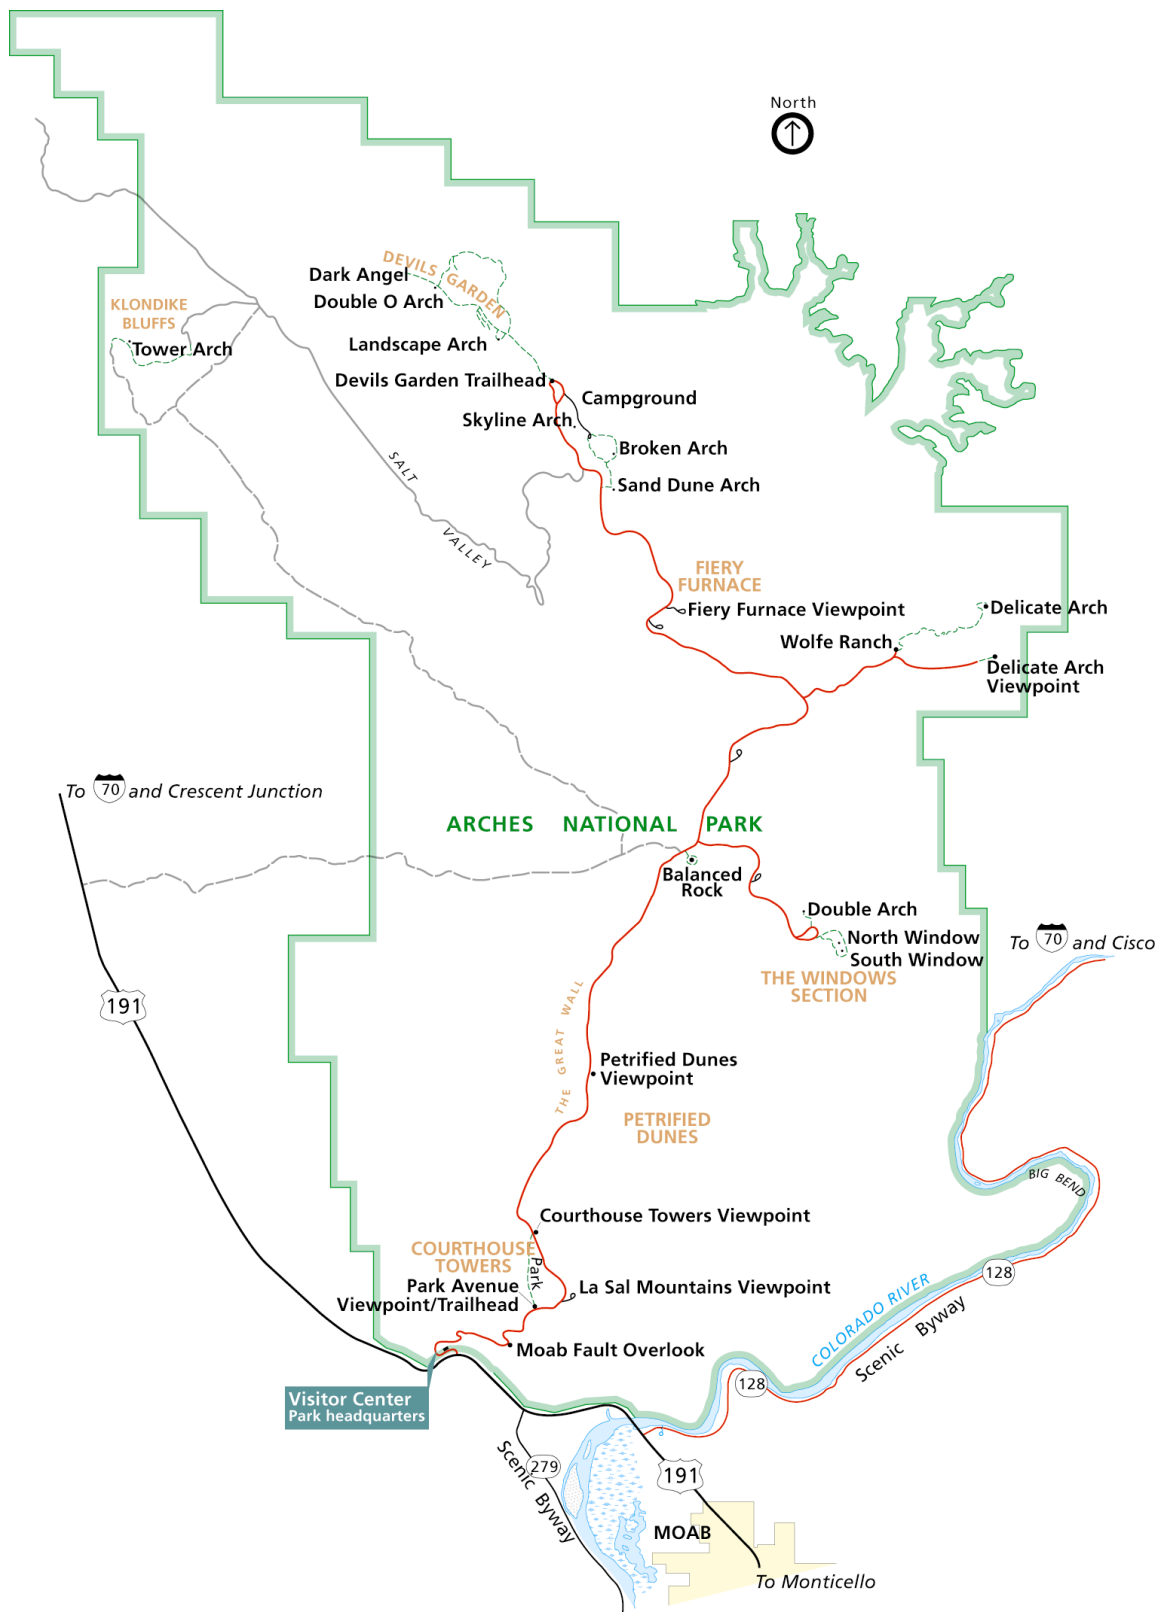 North
DEVILS GARDEN
Dark Angel
Double O Arch
KLONDIKE
BLUFFS
Tower Arch
Landscape Arch
Devils Garden Trailhead
Campground
Skyline Arch
Broken Arch
SALT
VALLEY
Sand Dune Arch
FIERY
FURNACE
Fiery Furnace Viewpoint
Delicate Arch
Wolfe Ranch
Delicate Arch
Viewpoint
To 70 and Crescent Junction
ARCHES NATIONAL PARK
Balanced
Rock
Double Arch
North Window
South Window
To 70 and Cisco
THE WINDOWS
SECTION
191
THE GREAT WALL
Petrified Dunes
Viewpoint
PETRIFIED
DUNES
BIG BEND
Courthouse Towers Viewpoint
COURTHOUSE
TOWERS
Park
Park Avenue
Viewpoint/Trailhead
La Sal Mountains Viewpoint
128
COLORADO RIVER
Scenic Byway
Moab Fault Overlook
128
Visitor Center
Park headquarters
279
Scenic Byway
191
MOAB
To Monticello